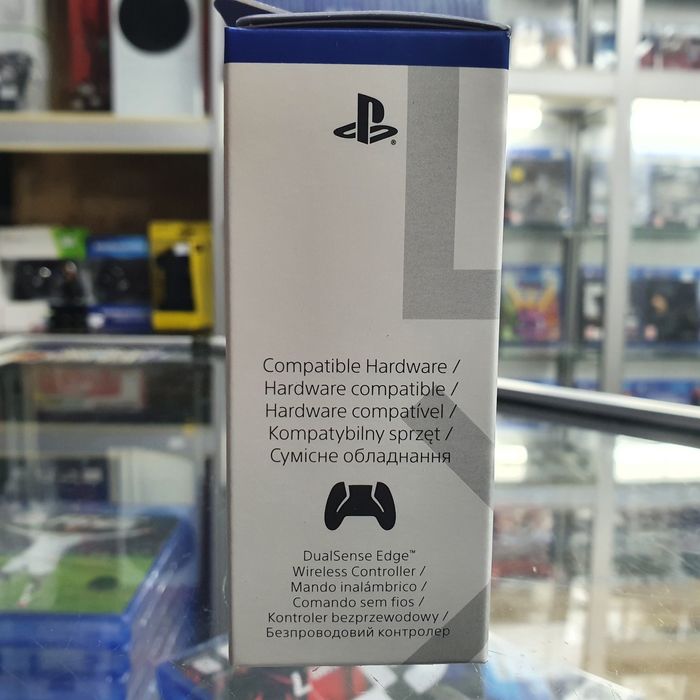 Compatible Hardware /
Hardware compatible /
Hardware compatível /
Kompatybilny sprzęt /
Сумісне обладнання
DualSense Edge™
Wireless Controller /
Mando inalámbrico /
Comando sem fios /
Kontroler bezprzewodowy /
Безпроводовий контролер